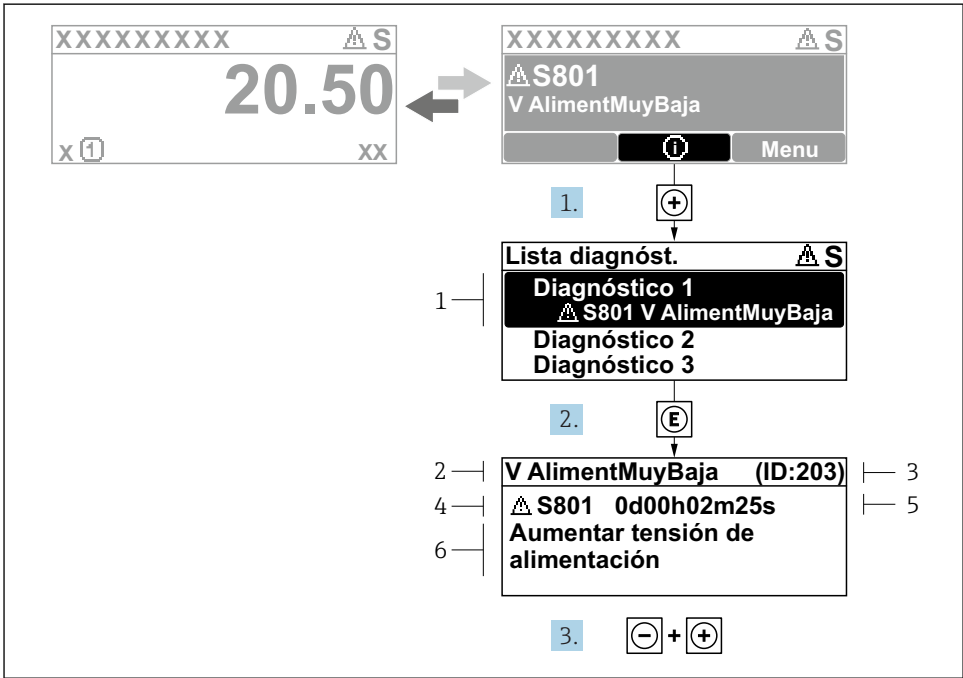 XXXXXXXXX ⚠ S
20.50
x 1 XX
XXXXXXXXX ⚠ S
⚠ S801
V AlimentMuyBaja
i Menu
1. +
Lista diagnóst. ⚠ S
1
Diagnóstico 1
⚠ S801 V AlimentMuyBaja
Diagnóstico 2
Diagnóstico 3
2. E
2 V AlimentMuyBaja (ID:203) 3
4 ⚠ S801 0d00h02m25s 5
6
Aumentar tensión de
alimentación
3. - + +